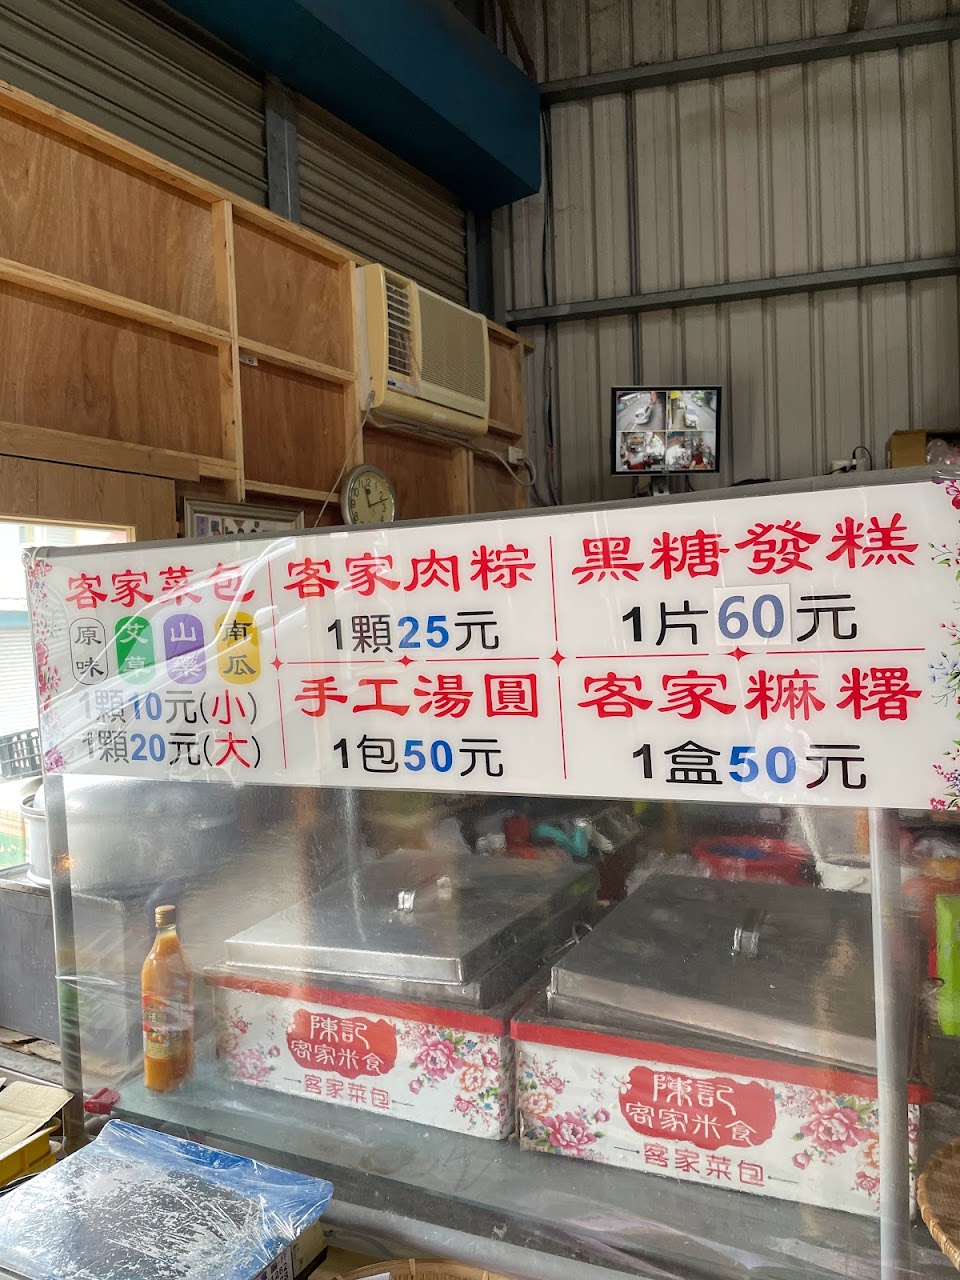 客家菜包
原味 艾草 山藥 南瓜
1顆10元(小)
1顆20元(大)
客家肉粽
1顆25元
手工湯圓
1包50元
黑糖發糕
1片60元
客家麻糬
1盒50元
陳記
客家米食
客家菜包
陳記
客家米食
客家菜包